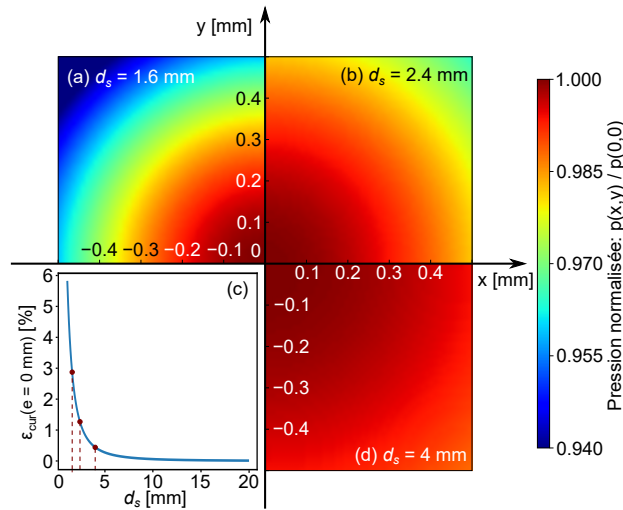 y [mm]
(a) d_s = 1.6 mm
(b) d_s = 2.4 mm
0.4
0.3
0.2
0.1
−0.4 −0.3 −0.2 −0.1 0
0.1 0.2 0.3 0.4
x [mm]
−0.1
−0.2
−0.3
−0.4
(d) d_s = 4 mm
(c)
6
5
4
3
2
1
0
ε_cur(e = 0 mm) [%]
0 5 10 15 20
d_s [mm]
1.000
0.985
0.970
0.955
0.940
Pression normalisée: p(x,y) / p(0,0)